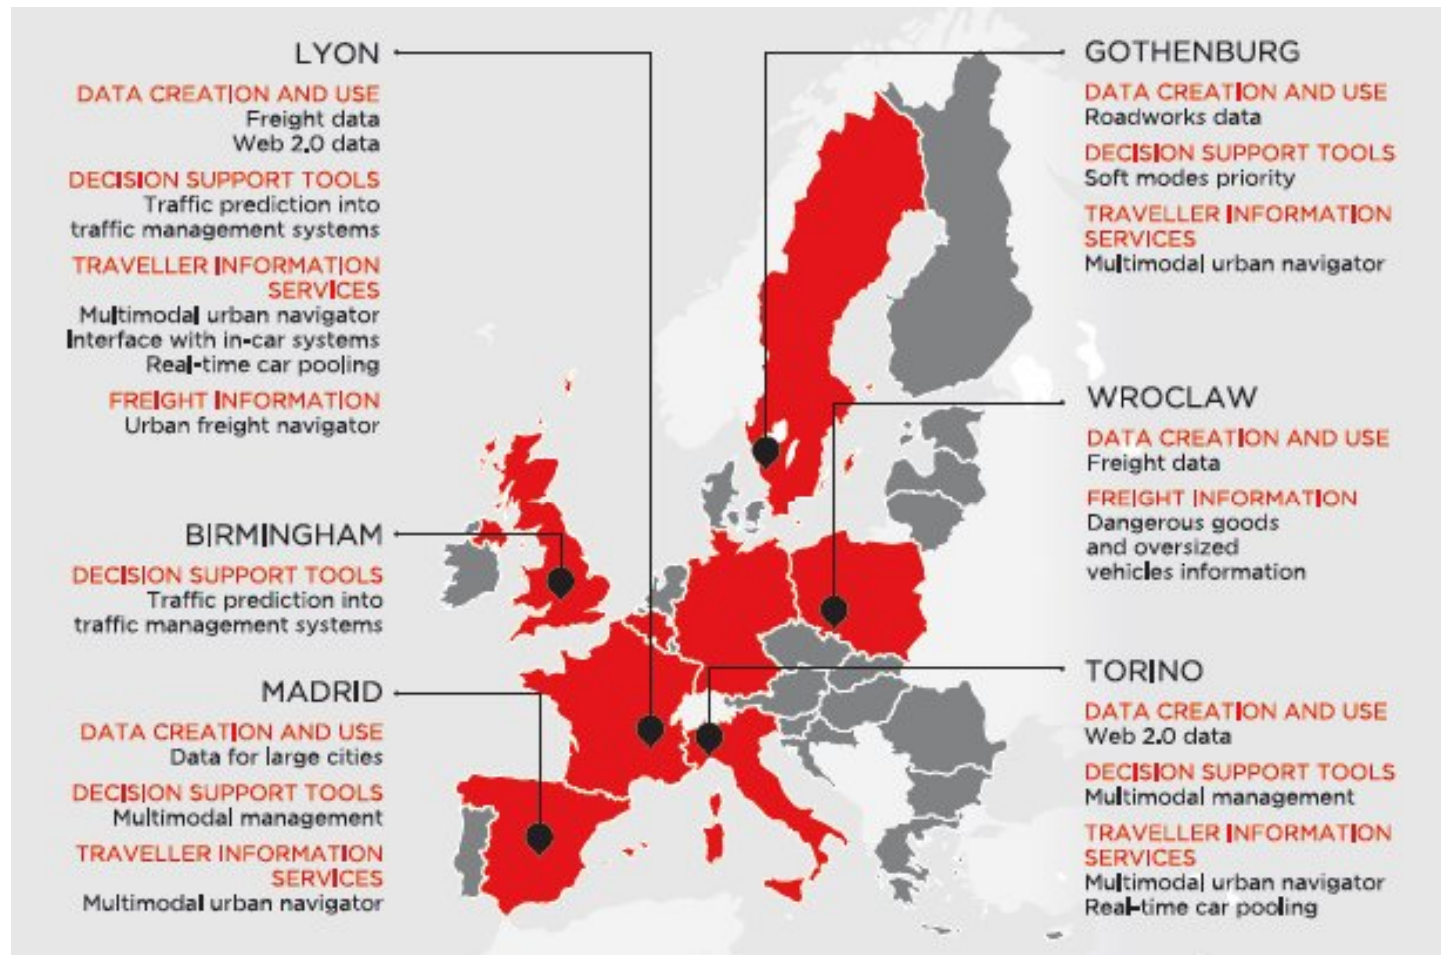 LYON
DATA CREATION AND USE
Freight data
Web 2.0 data
DECISION SUPPORT TOOLS
Traffic prediction into
traffic management systems
TRAVELLER INFORMATION
SERVICES
Multimodal urban navigator
Interface with in-car systems
Real-time car pooling
FREIGHT INFORMATION
Urban freight navigator
BIRMINGHAM
DECISION SUPPORT TOOLS
Traffic prediction into
traffic management systems
MADRID
DATA CREATION AND USE
Data for large cities
DECISION SUPPORT TOOLS
Multimodal management
TRAVELLER INFORMATION
SERVICES
Multimodal urban navigator
GOTHENBURG
DATA CREATION AND USE
Roadworks data
DECISION SUPPORT TOOLS
Soft modes priority
TRAVELLER INFORMATION
SERVICES
Multimodal urban navigator
WROCLAW
DATA CREATION AND USE
Freight data
FREIGHT INFORMATION
Dangerous goods
and oversized
vehicles information
TORINO
DATA CREATION AND USE
Web 2.0 data
DECISION SUPPORT TOOLS
Multimodal management
TRAVELLER INFORMATION
SERVICES
Multimodal urban navigator
Real-time car pooling